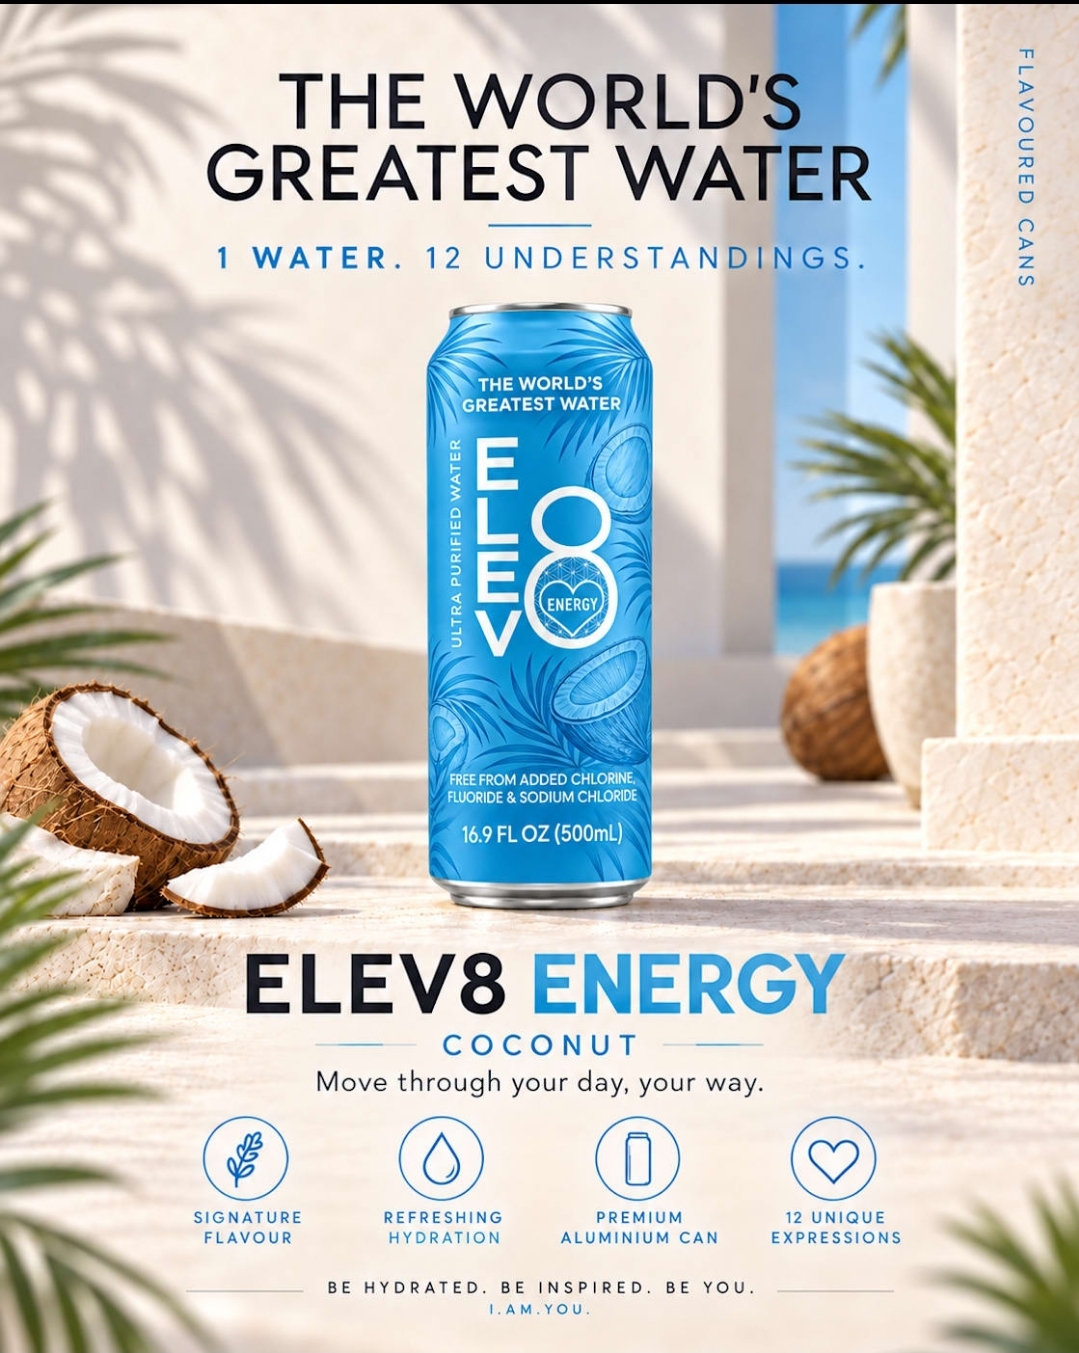 THE WORLD'S
GREATEST WATER
1 WATER. 12 UNDERSTANDINGS.
FLAVOURED CANS
THE WORLD'S
GREATEST WATER
ULTRA PURIFIED WATER
ELEV8
ENERGY
FREE FROM ADDED CHLORINE,
FLUORIDE & SODIUM CHLORIDE
16.9 FL OZ (500mL)
ELEV8 ENERGY
COCONUT
Move through your day, your way.
SIGNATURE
FLAVOUR
REFRESHING
HYDRATION
PREMIUM
ALUMINIUM CAN
12 UNIQUE
EXPRESSIONS
BE HYDRATED. BE INSPIRED. BE YOU.
I.AM.YOU.